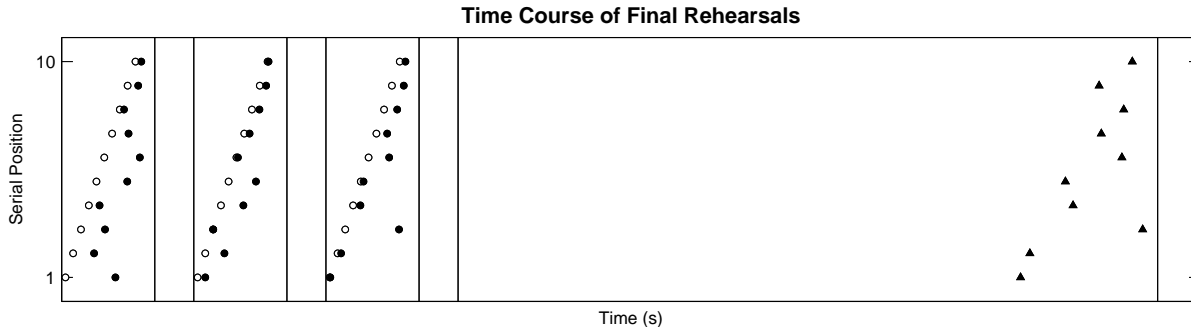 Time Course of Final Rehearsals
10
Serial Position
1
Time (s)